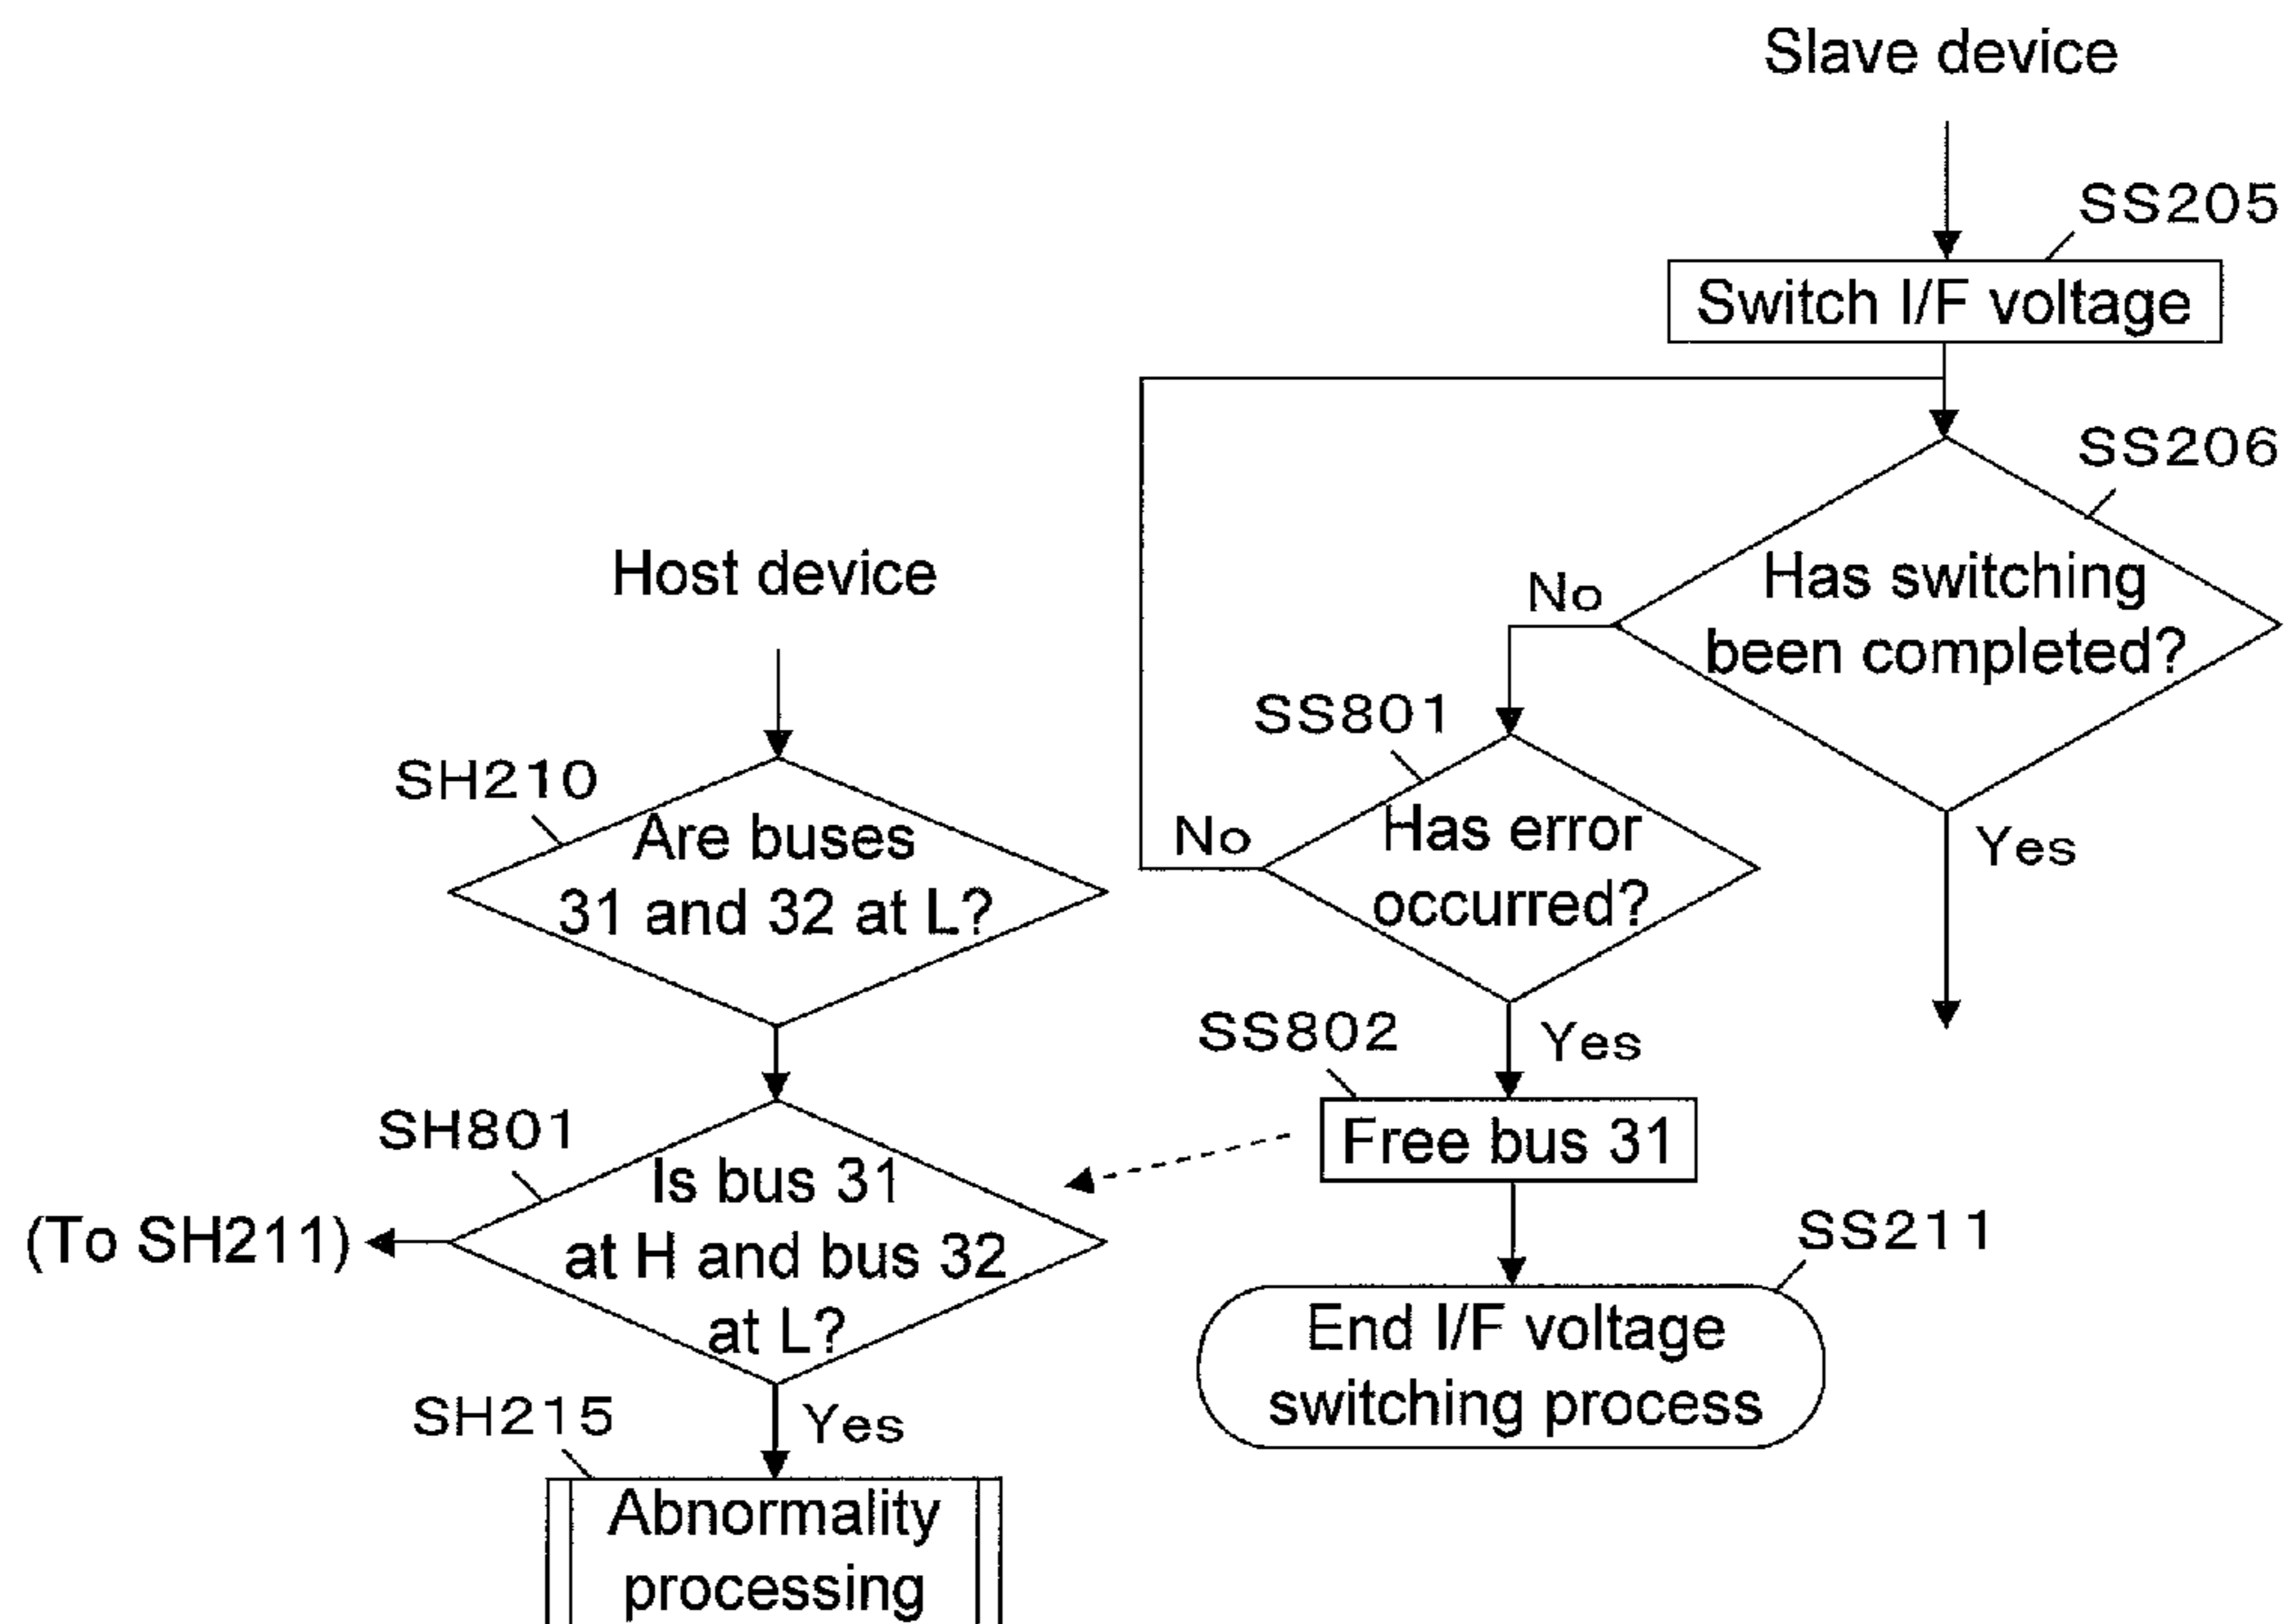 Slave device
SS205
Switch I/F voltage
SS206
Has switching
been completed?
No
Yes
SS801
Has error
occurred?
No
Yes
SS802
Free bus 31
SS211
End I/F voltage
switching process
Host device
SH210
Are buses
31 and 32 at L?
SH801
Is bus 31
at H and bus 32
at L?
(To SH211)
Yes
SH215
Abnormality
processing